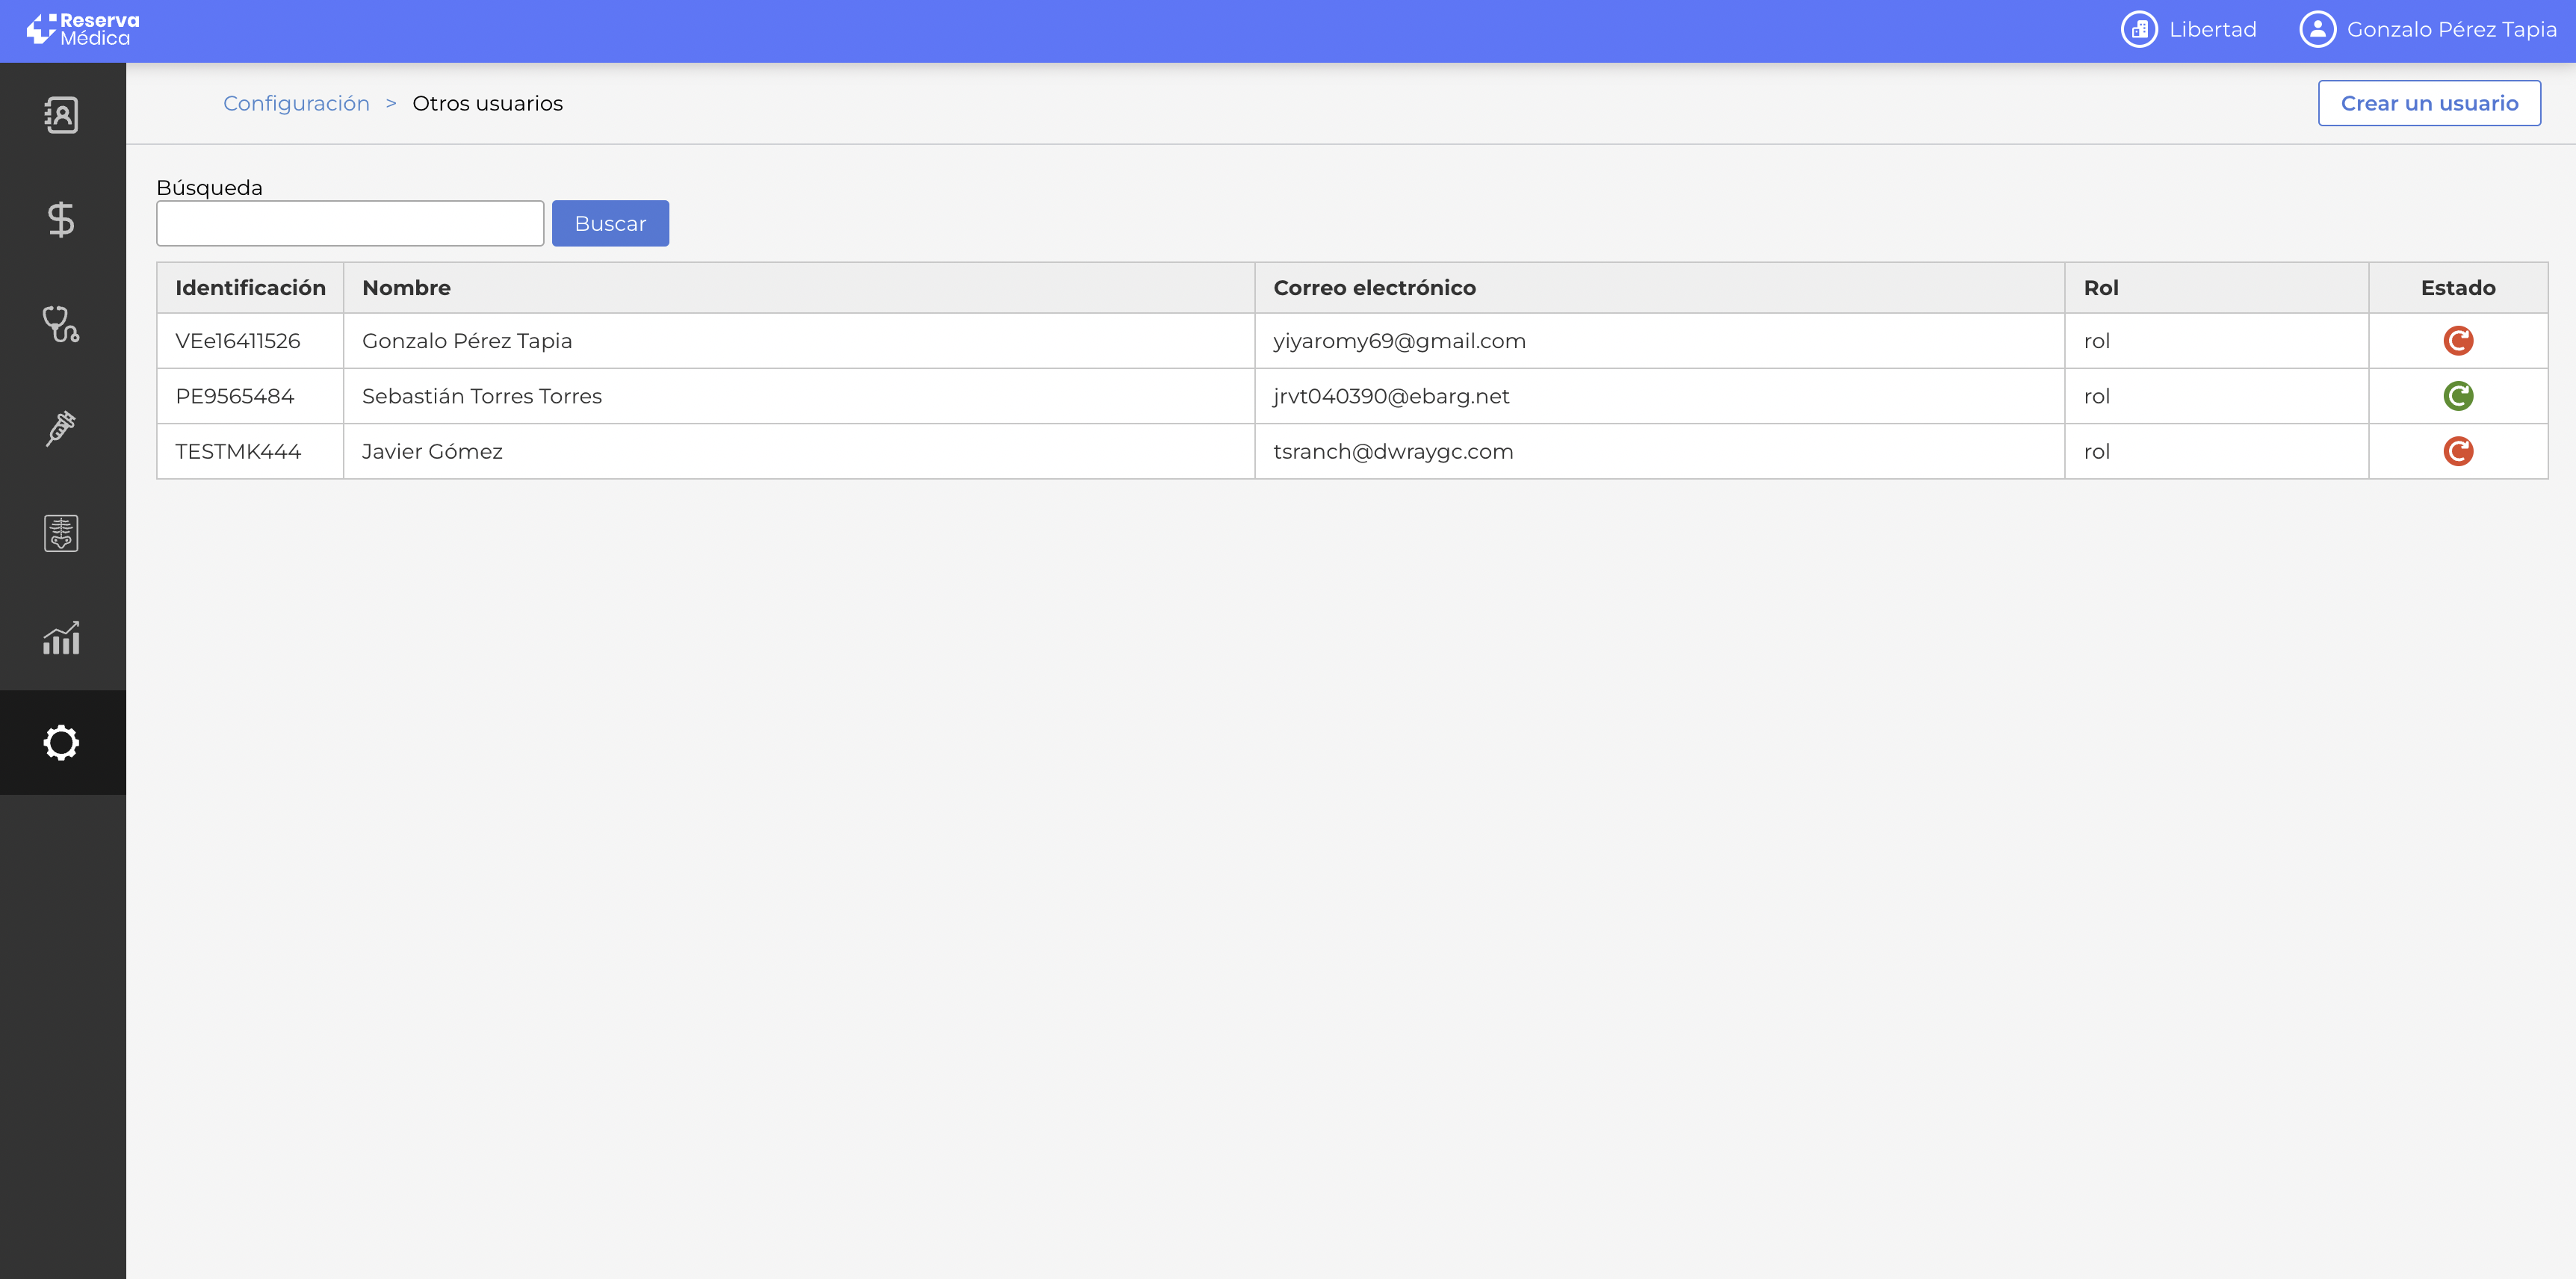 Reserva
Médica
Libertad
Gonzalo Pérez Tapia
Configuración > Otros usuarios
Crear un usuario
Búsqueda
Buscar
Identificación Nombre Correo electrónico Rol Estado
VEe16411526 Gonzalo Pérez Tapia yiyaromy69@gmail.com rol
PE9565484 Sebastián Torres Torres jrvt040390@ebarg.net rol
TESTMK444 Javier Gómez tsranch@dwraygc.com rol